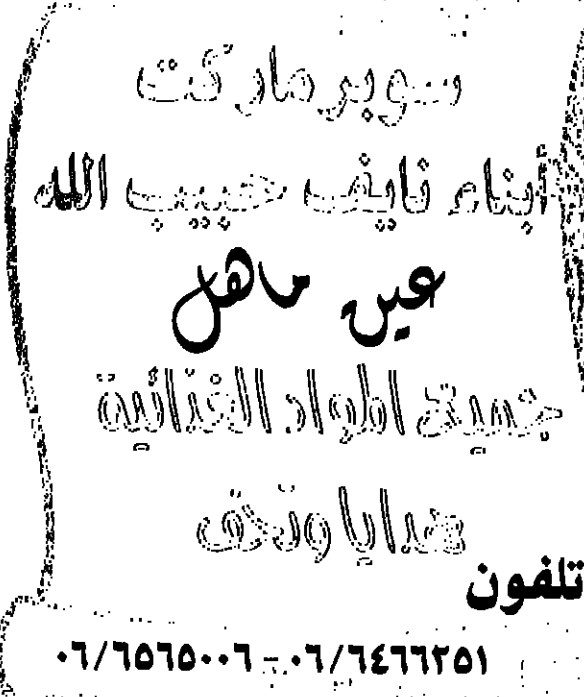 سوبر ماركت
أبناء نايف حبيب الله
عين ماهل
جميع المواد الغذائية
هدايا وتحف
تلفون
٠٦/٦٤٦٦٢٥١ - ٠٦/٦٥٦٥٠٠٦